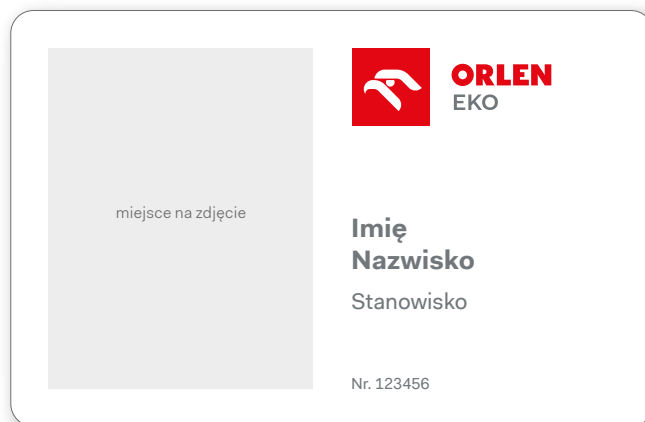 miejsce na zdjęcie
ORLEN
EKO
Imię
Nazwisko
Stanowisko
Nr. 123456